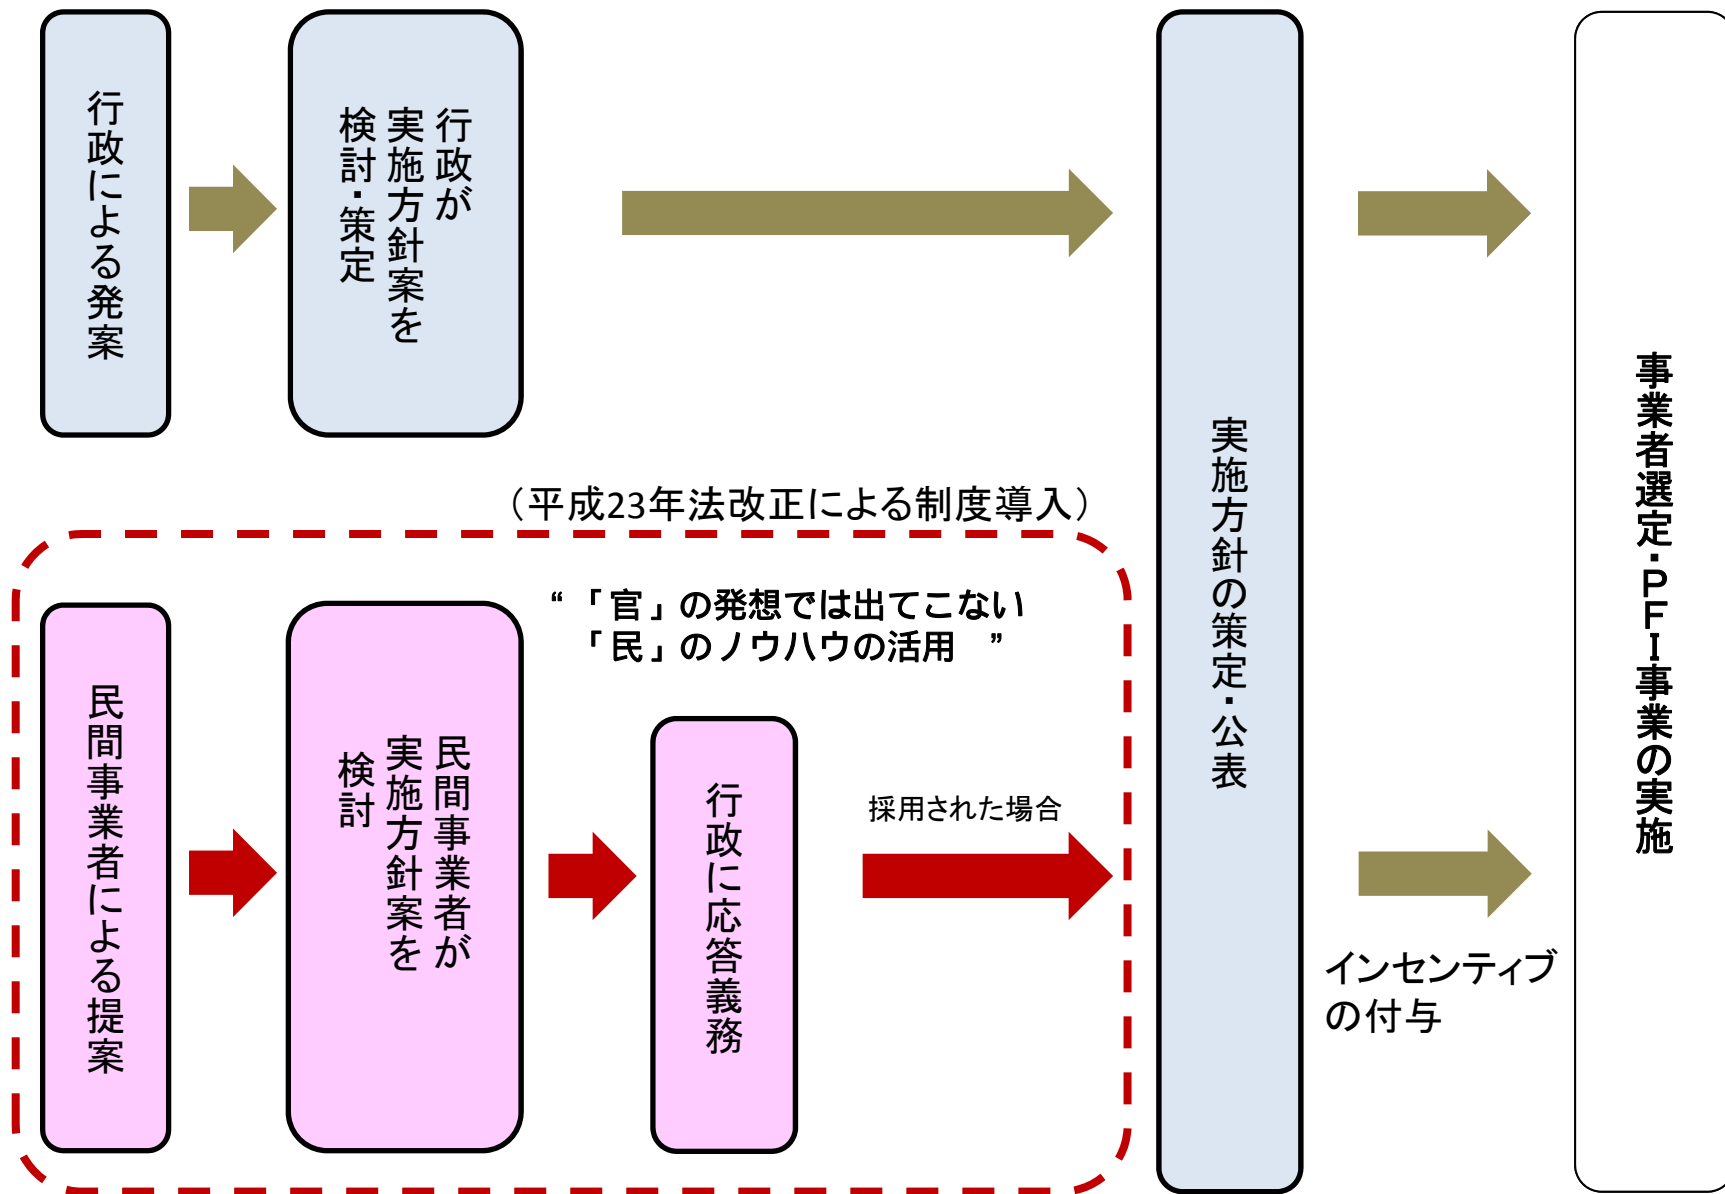 行政による発案
行政が
実施方針案を
検討・策定
（平成23年法改正による制度導入）
“「官」の発想では出てこない
「民」のノウハウの活用　”
民間事業者による提案
民間事業者が
実施方針案を
検討
行政に応答義務
採用された場合
実施方針の策定・公表
インセンティブ
の付与
事業者選定・ＰＦＩ事業の実施